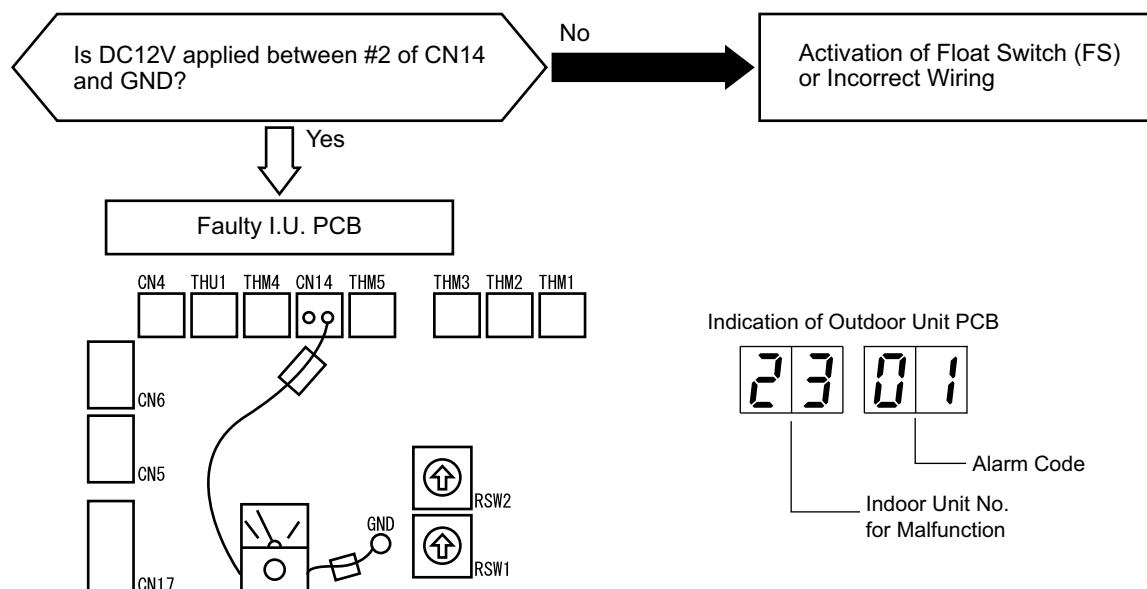 Is DC12V applied between #2 of CN14
and GND?
No
Activation of Float Switch (FS)
or Incorrect Wiring
Yes
Faulty I.U. PCB
CN4 THU1 THM4 CN14 THM5 THM3 THM2 THM1
Indication of Outdoor Unit PCB
23 01
CN6
CN5
Alarm Code
RSW2
Indoor Unit No.
for Malfunction
GND
RSW1
CN17